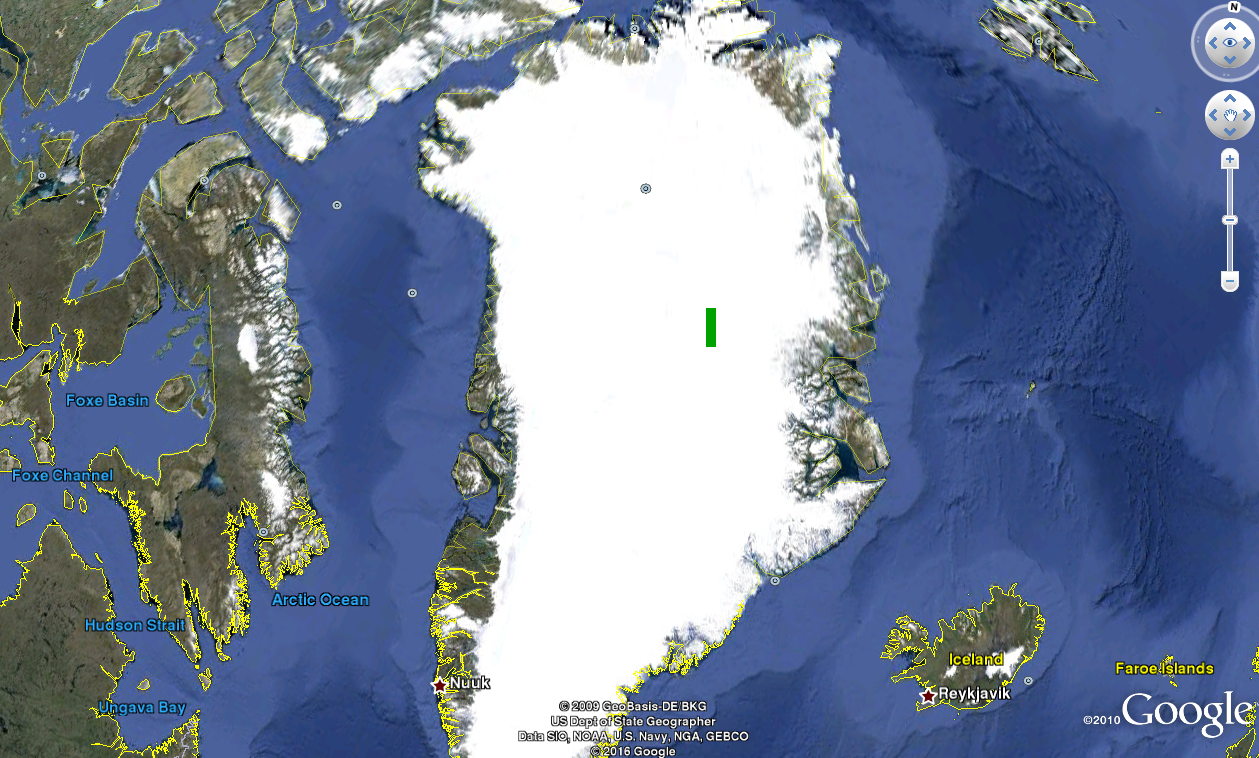 N
Foxe Basin
Foxe Channel
Arctic Ocean
Hudson Strait
Iceland
Faroe Islands
Nuuk
Reykjavik
Ungava Bay
© 2009 GeoBasis-DE/BKG
US Dept of State Geographer
Data SIO, NOAA, U.S. Navy, NGA, GEBCO
© 2016 Google
©2010 Google